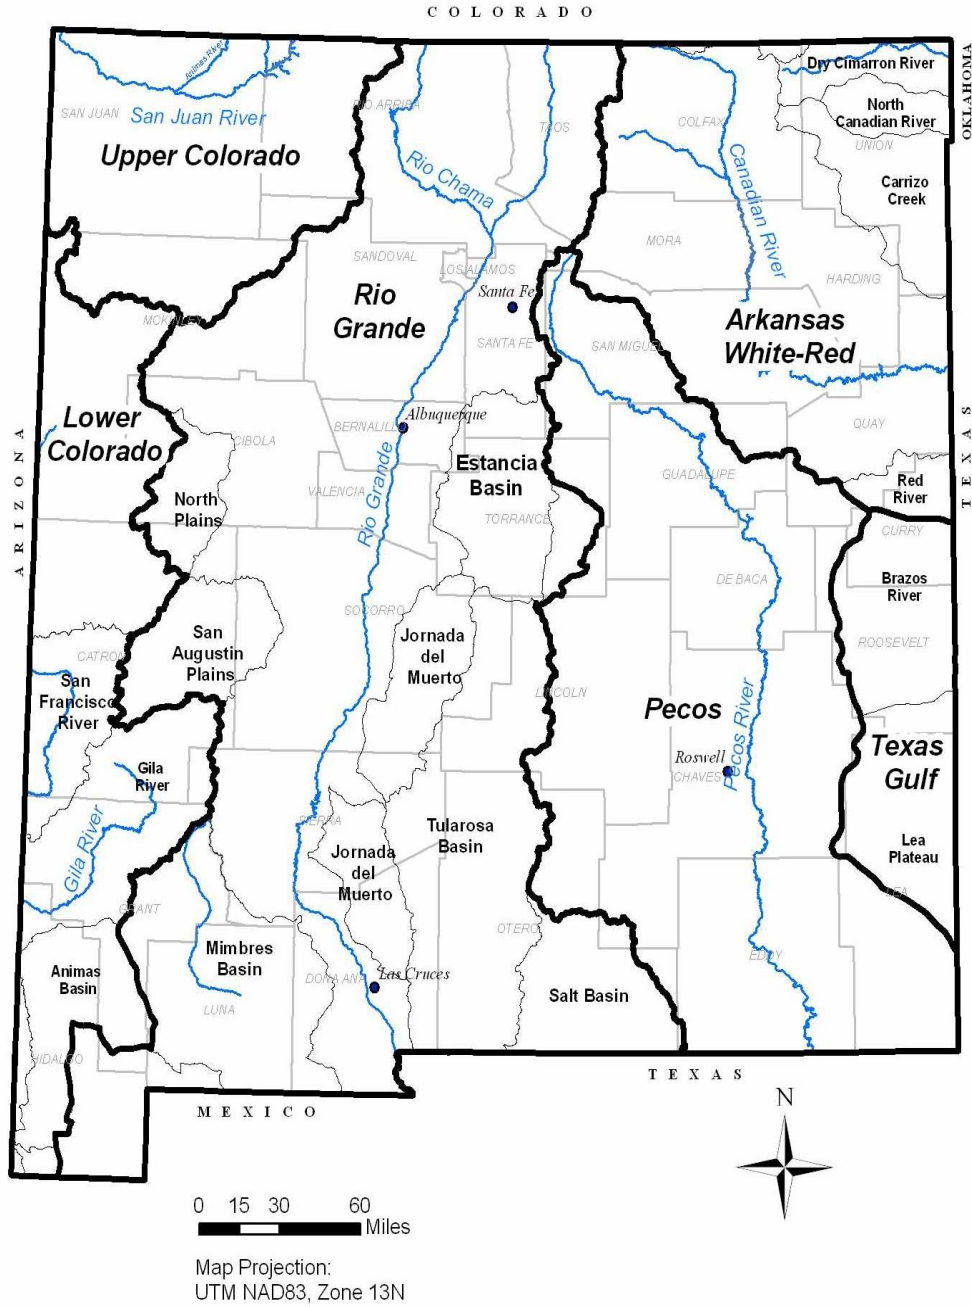 COLORADO
Dry Cimarron River
OKLAHOMA
Animas River
SAN JUAN
San Juan River
Upper Colorado
RIO ARRIBA
TAOS
COLFAX
North
Canadian River
UNION
Rio Chama
Canadian River
Carrizo
Creek
SANDOVAL
LOS ALAMOS
MORA
HARDING
Rio
Grande
Santa Fe
SANTA FE
MCKINLEY
SAN MIGUEL
Arkansas
White-Red
Lower
Colorado
CIBOLA
BERNALILLO
Albuquerque
QUAY
ARIZONA
TEXAS
Estancia
Basin
GUADALUPE
Red
River
North
Plains
VALENCIA
Rio Grande
TORRANCE
CURRY
DE BACA
Brazos
River
SOCORRO
ROOSEVELT
San
Augustin
Plains
Jornada
del
Muerto
CATRON
San
Francisco
River
LINCOLN
Pecos
Pecos River
Roswell
CHAVES
Texas
Gulf
Gila
River
Gila River
SIERRA
Jornada
del
Muerto
Tularosa
Basin
Lea
Plateau
LEA
GRANT
OTERO
EDDY
Mimbres
Basin
Animas
Basin
DONA ANA
Las Cruces
Salt Basin
LUNA
HIDALGO
TEXAS
MEXICO
N
0 15 30 60
Miles
Map Projection:
UTM NAD83, Zone 13N